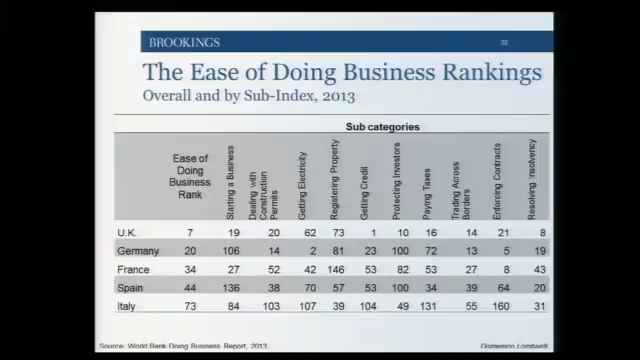 BROOKINGS 32
The Ease of Doing Business Rankings
Overall and by Sub-Index, 2013
Sub categories
Ease of Doing Business Rank Starting a Business Dealing with Construction Permits Getting Electricity Registering Property Getting Credit Protecting Investors Paying Taxes Trading Across Borders Enforcing Contracts Resolving Insolvency
U.K. 7 19 20 62 73 1 10 16 14 21 8
Germany 20 106 14 2 81 23 100 72 13 5 19
France 34 27 52 42 146 53 82 53 27 8 43
Spain 44 136 38 70 57 53 100 34 39 64 20
Italy 73 84 103 107 39 104 49 131 55 160 31
Source: World Bank Doing Business Report, 2013. Domenico Lombardi